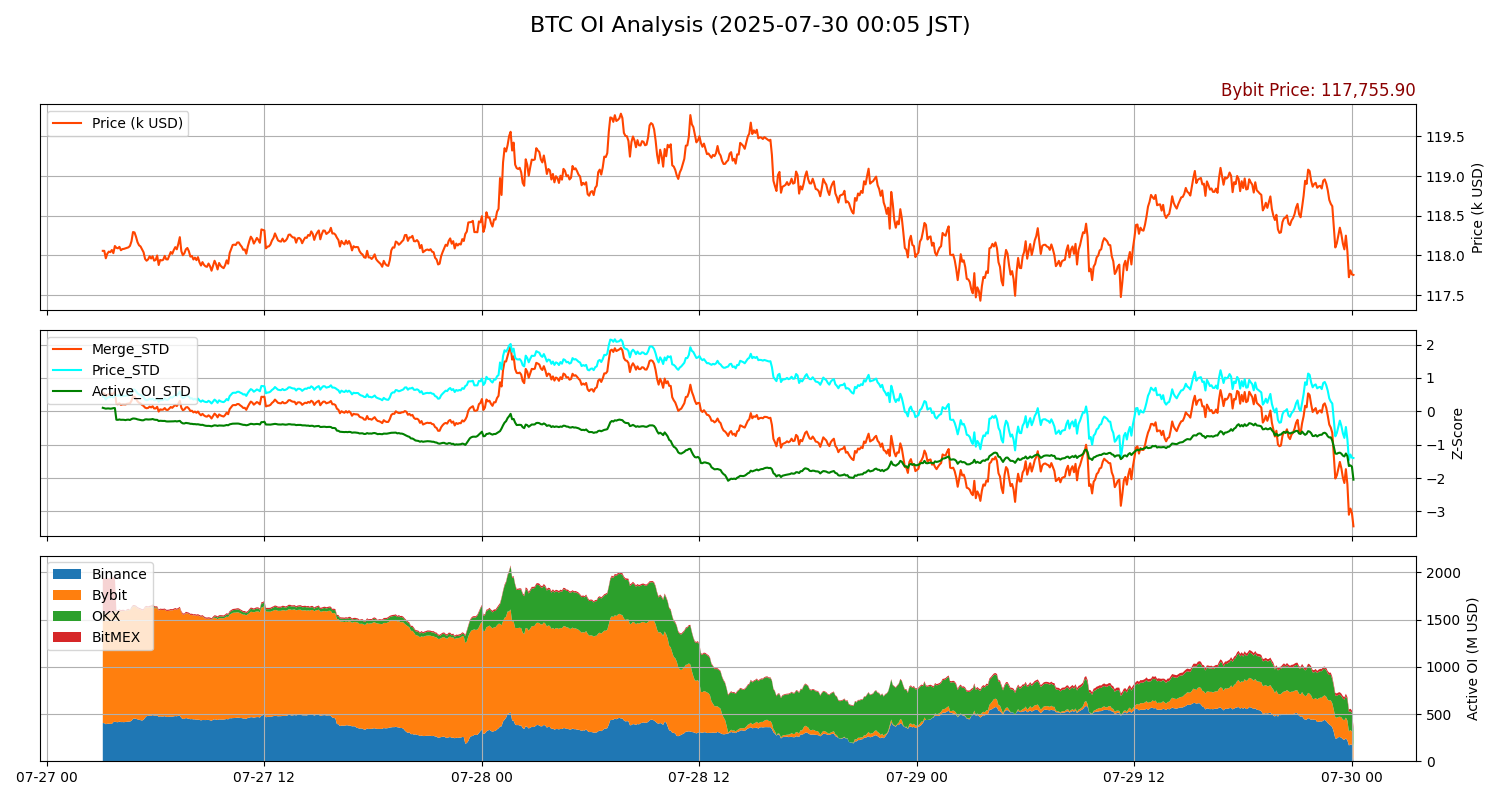 BTC OI Analysis (2025-07-30 00:05 JST)
Bybit Price: 117,755.90
Price (k USD)
119.5
119.0
118.5
118.0
117.5
Price (k USD)
Merge_STD
Price_STD
Active_OI_STD
2
1
0
−1
−2
−3
Z-Score
Binance
Bybit
OKX
BitMEX
2000
1500
1000
500
0
Active OI (M USD)
07-27 00
07-27 12
07-28 00
07-28 12
07-29 00
07-29 12
07-30 00